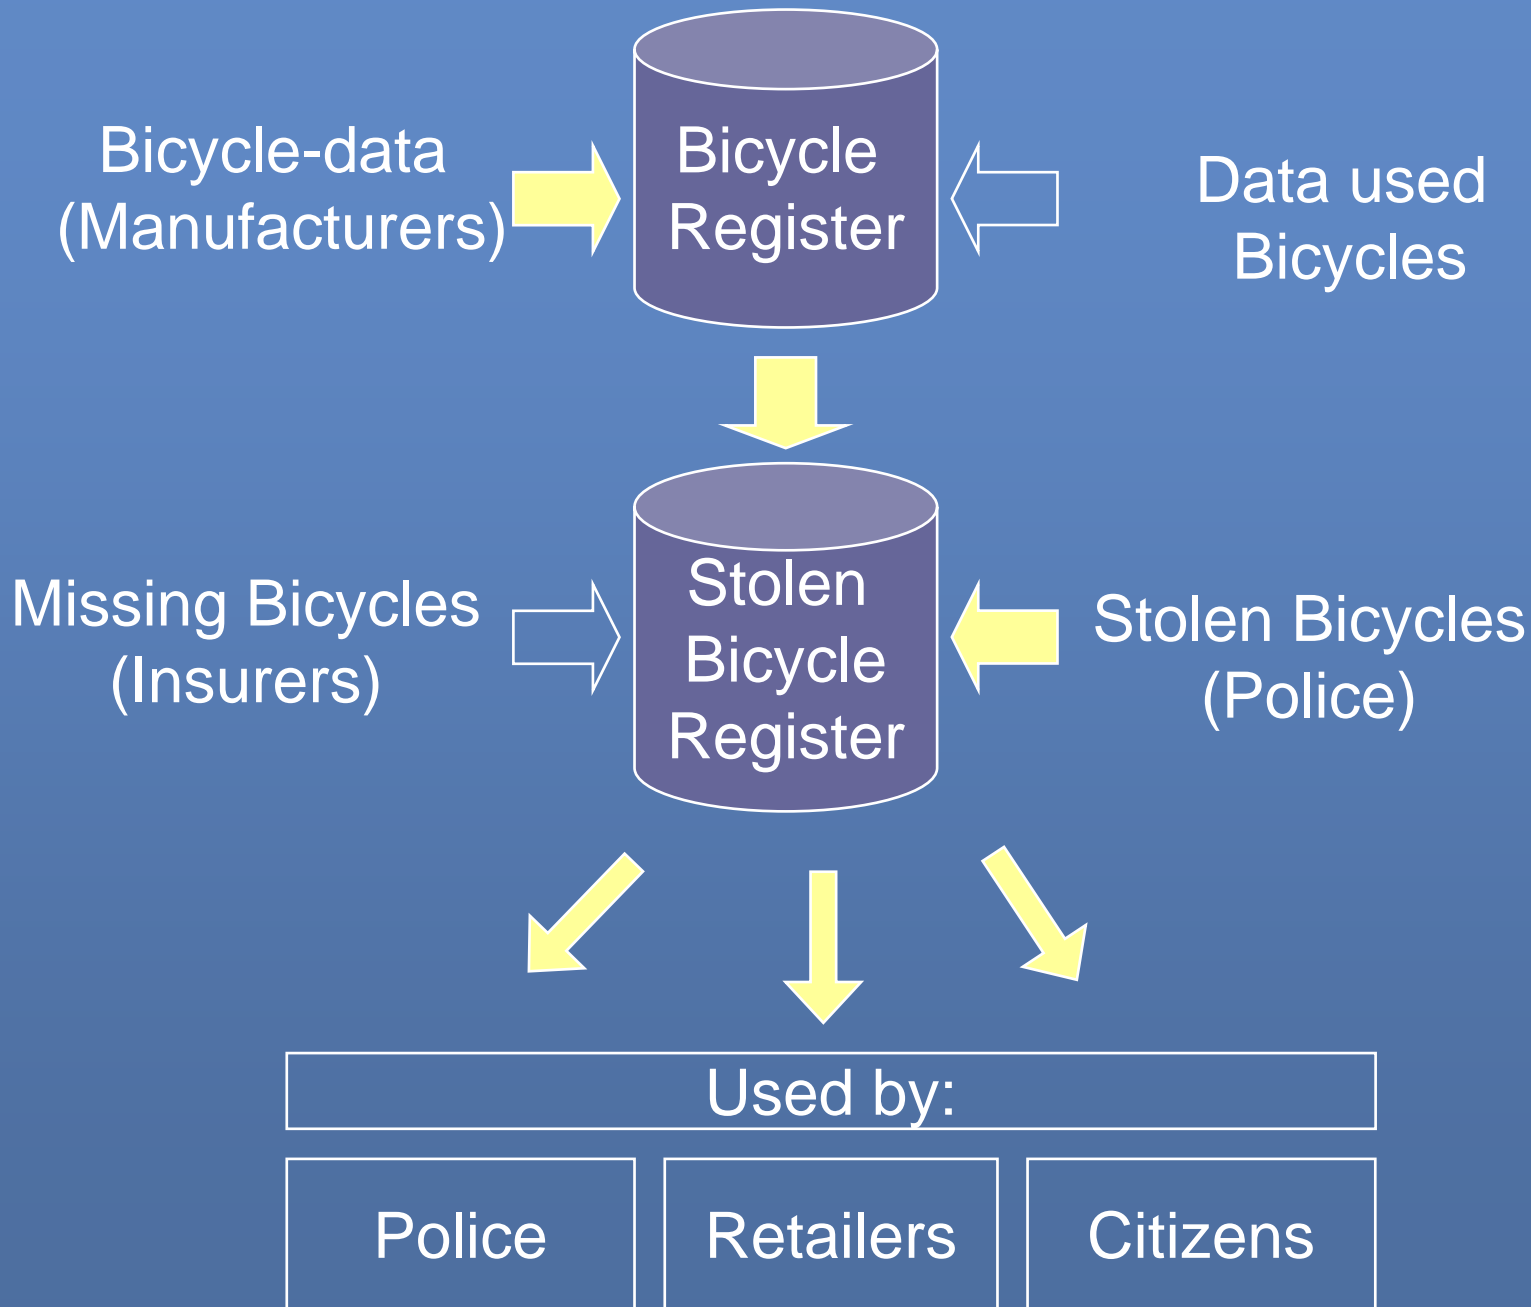 Bicycle-data
(Manufacturers)
Bicycle
Register
Data used
Bicycles
Missing Bicycles
(Insurers)
Stolen
Bicycle
Register
Stolen Bicycles
(Police)
Used by:
Police
Retailers
Citizens